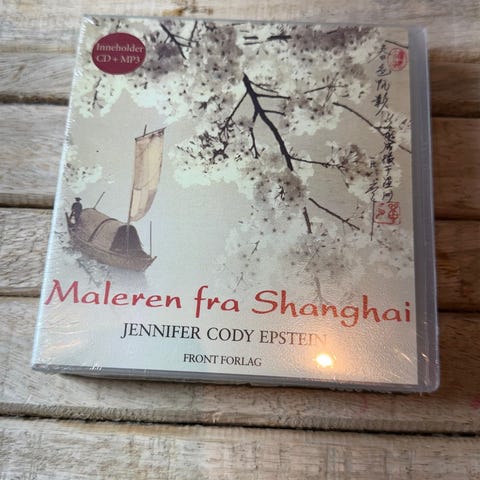 Inneholder
CD + MP3
Maleren fra Shanghai
JENNIFER CODY EPSTEIN
FRONT FORLAG